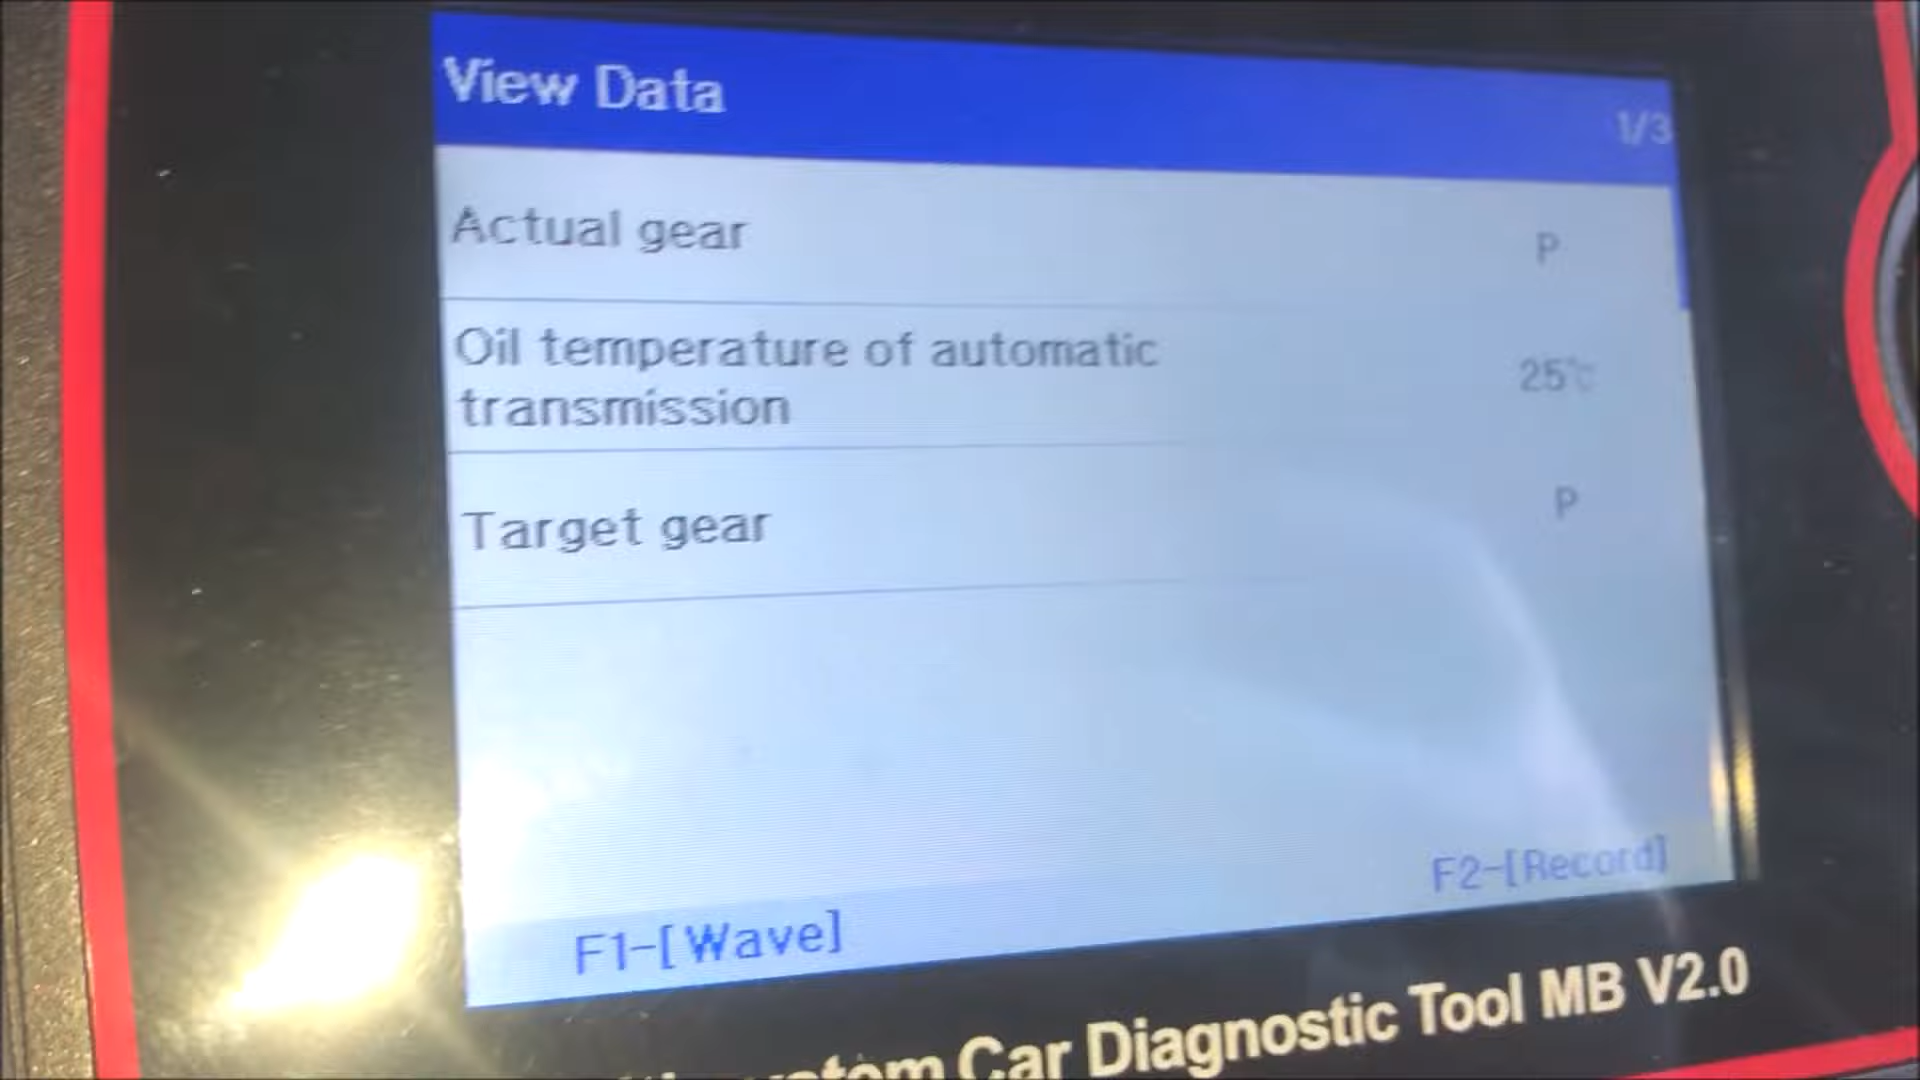 View Data
1/3
Actual gear
P
Oil temperature of automatic
transmission
25℃
Target gear
P
F1-[Wave]
F2-[Record]
Car Diagnostic Tool MB V2.0